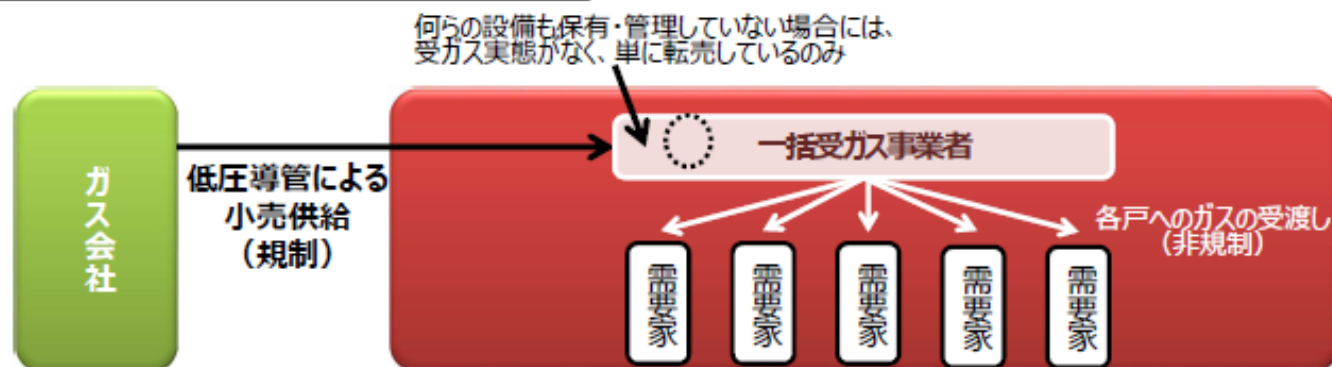 何らの設備も保有・管理していない場合には、
受ガス実態がなく、単に転売しているのみ
ガス会社
低圧導管による
小売供給
（規制）
一括受ガス事業者
各戸へのガスの受渡し
（非規制）
需要家
需要家
需要家
需要家
需要家